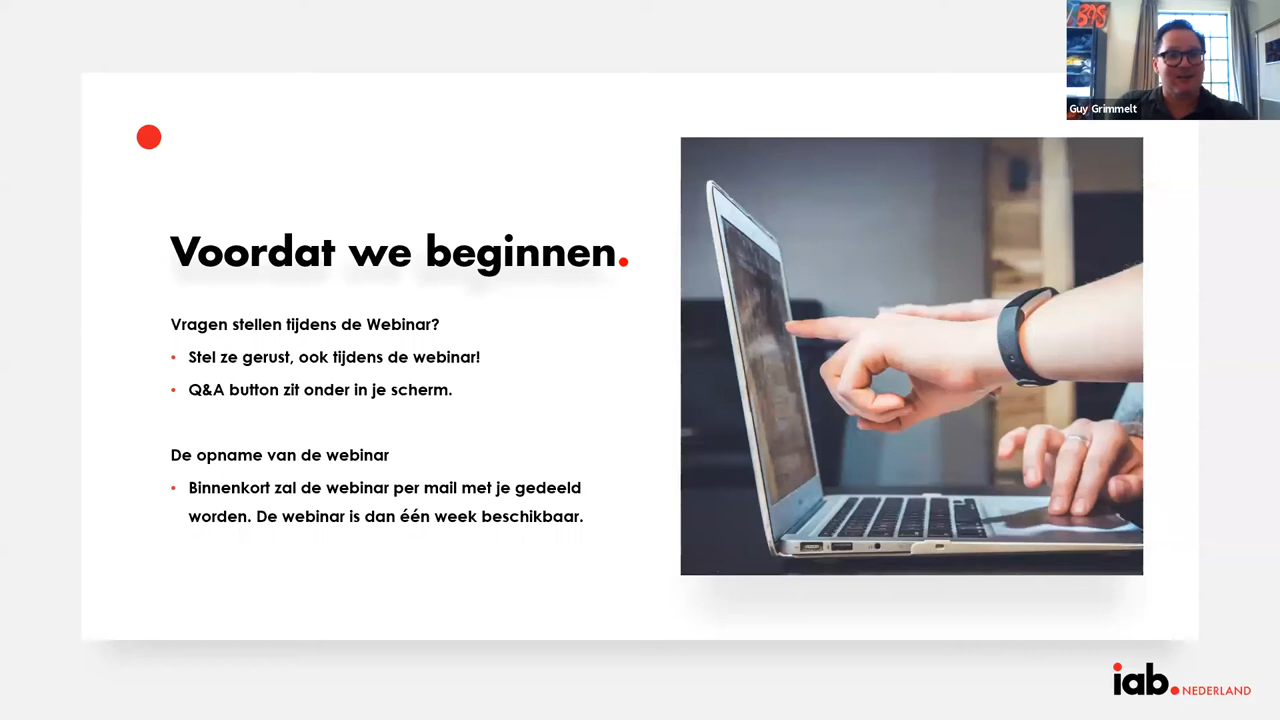 Guy Grimmelt
Voordat we beginnen.
Vragen stellen tijdens de Webinar?
• Stel ze gerust, ook tijdens de webinar!
• Q&A button zit onder in je scherm.
De opname van de webinar
• Binnenkort zal de webinar per mail met je gedeeld
worden. De webinar is dan één week beschikbaar.
iab.NEDERLAND